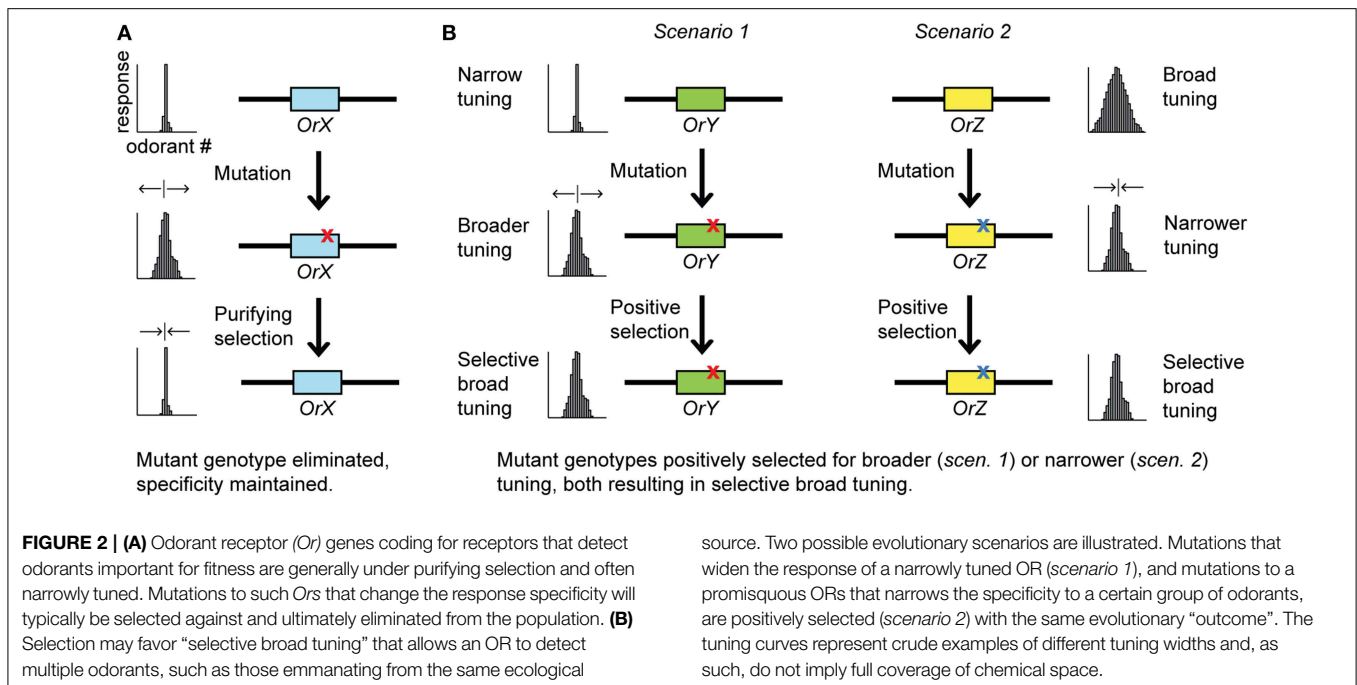 A
response
odorant #
OrX
Mutation
OrX
Purifying
selection
OrX
Mutant genotype eliminated,
specificity maintained.
B
Scenario 1
Scenario 2
Narrow
tuning
OrY
OrZ
Broad
tuning
Mutation
Mutation
Broader
tuning
OrY
OrZ
Narrower
tuning
Positive
selection
Positive
selection
Selective
broad
tuning
OrY
OrZ
Selective
broad
tuning
Mutant genotypes positively selected for broader (scen. 1) or narrower (scen. 2)
tuning, both resulting in selective broad tuning.
FIGURE 2 | (A) Odorant receptor (Or) genes coding for receptors that detect
odorants important for fitness are generally under purifying selection and often
narrowly tuned. Mutations to such Ors that change the response specificity will
typically be selected against and ultimately eliminated from the population. (B)
Selection may favor “selective broad tuning” that allows an OR to detect
multiple odorants, such as those emmanating from the same ecological
source. Two possible evolutionary scenarios are illustrated. Mutations that
widen the response of a narrowly tuned OR (scenario 1), and mutations to a
promisquous ORs that narrows the specificity to a certain group of odorants,
are positively selected (scenario 2) with the same evolutionary “outcome”. The
tuning curves represent crude examples of different tuning widths and, as
such, do not imply full coverage of chemical space.